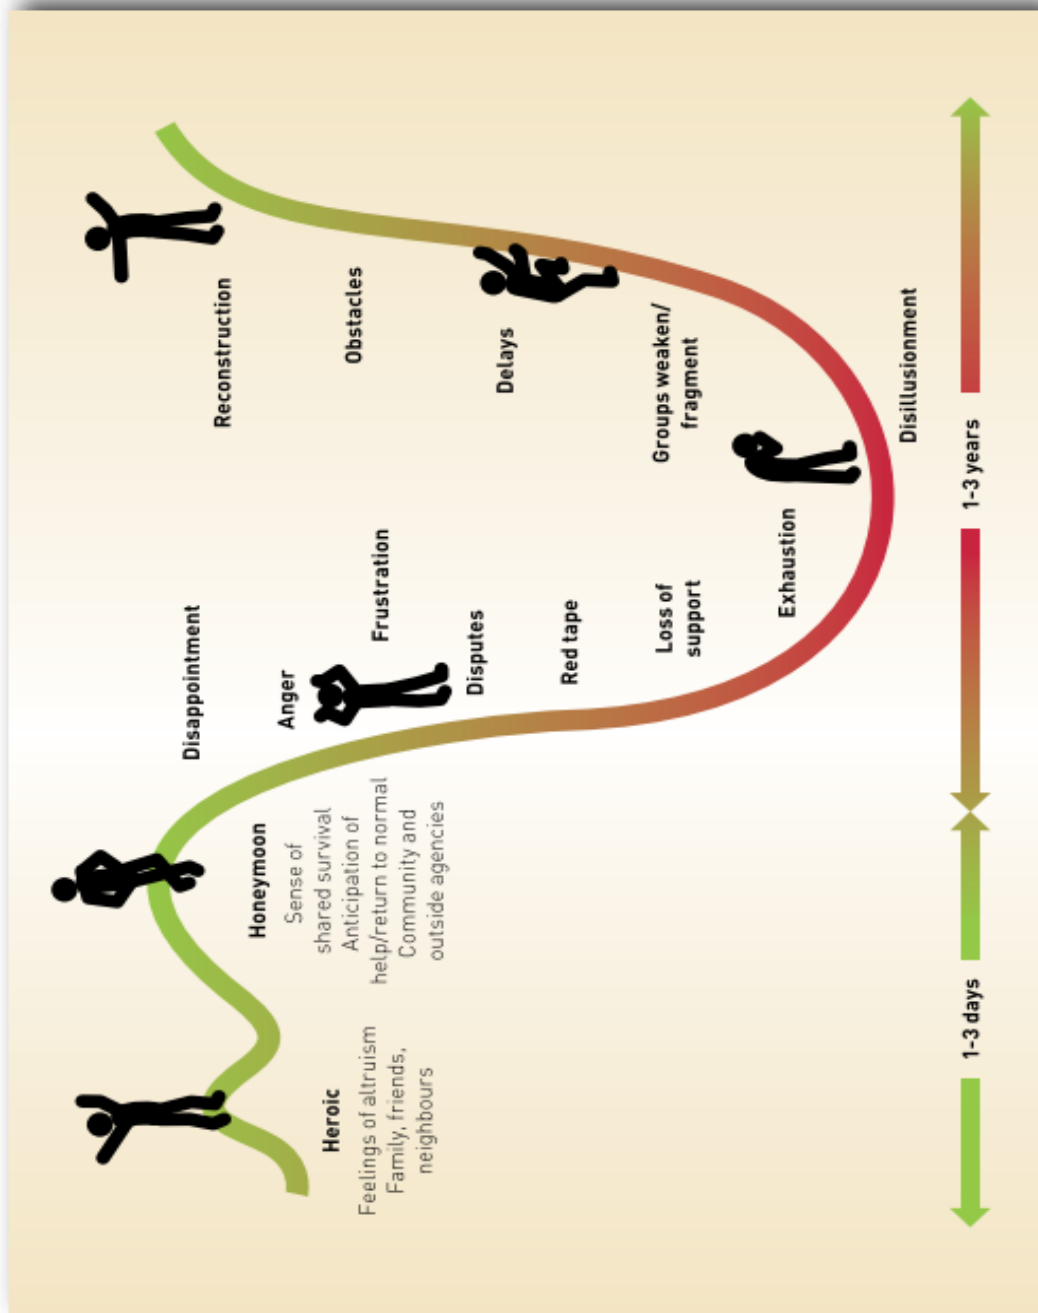 Heroic
Feelings of altruism
Family, friends,
neighbours
Honeymoon
Sense of
shared survival
Anticipation of
help/return to normal
Community and
outside agencies
Disappointment
Anger
Frustration
Disputes
Red tape
Loss of
support
Exhaustion
Disillusionment
Groups weaken/
fragment
Delays
Obstacles
Reconstruction
1-3 days
1-3 years